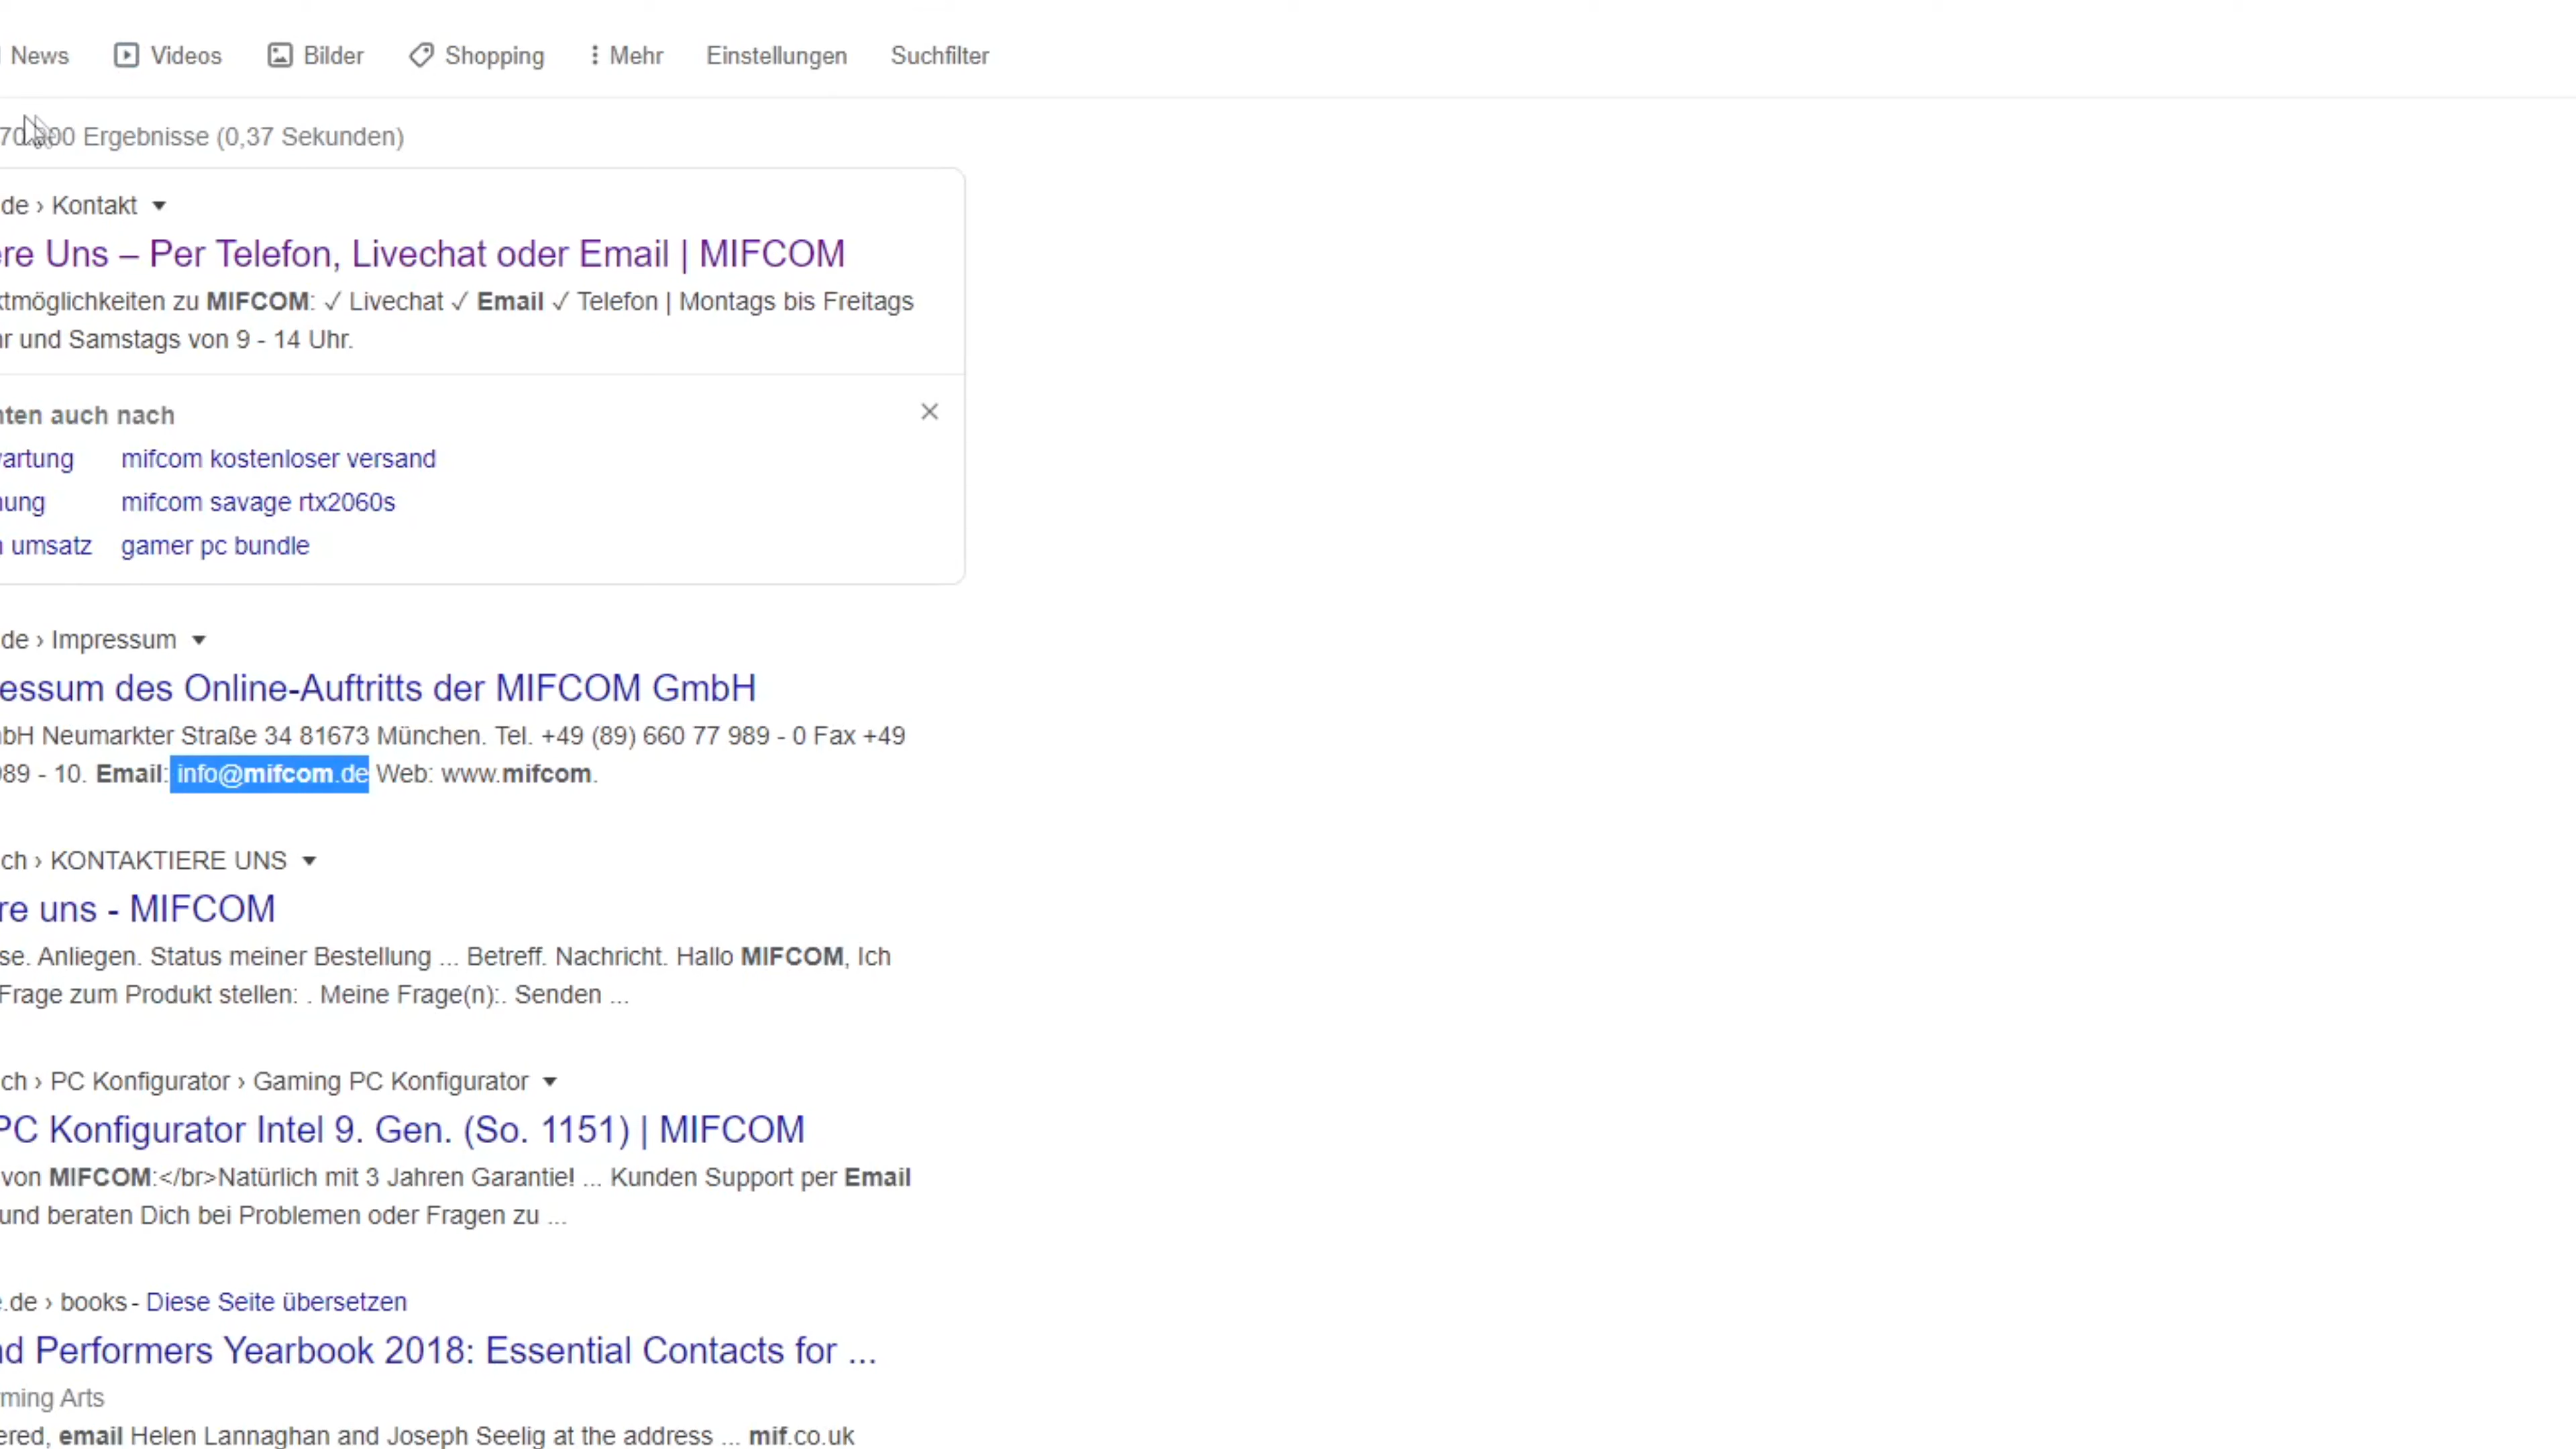 News Videos Bilder Shopping Mehr Einstellungen Suchfilter
Ergebnisse (0,37 Sekunden)
de › Kontakt
ere Uns – Per Telefon, Livechat oder Email | MIFCOM
ktmöglichkeiten zu MIFCOM: ✓ Livechat ✓ Email ✓ Telefon | Montags bis Freitags
hr und Samstags von 9 - 14 Uhr.
nten auch nach
vartung mifcom kostenloser versand
nung mifcom savage rtx2060s
n umsatz gamer pc bundle
de › Impressum
essum des Online-Auftritts der MIFCOM GmbH
nbH Neumarkter Straße 34 81673 München. Tel. +49 (89) 660 77 989 - 0 Fax +49
989 - 10. Email: info@mifcom.de Web: www.mifcom.
ch › KONTAKTIERE UNS
re uns - MIFCOM
se. Anliegen. Status meiner Bestellung ... Betreff. Nachricht. Hallo MIFCOM, Ich
Frage zum Produkt stellen: . Meine Frage(n):. Senden ...
ch › PC Konfigurator › Gaming PC Konfigurator
PC Konfigurator Intel 9. Gen. (So. 1151) | MIFCOM
von MIFCOM:</br>Natürlich mit 3 Jahren Garantie! ... Kunden Support per Email
und beraten Dich bei Problemen oder Fragen zu ...
.de › books - Diese Seite übersetzen
nd Performers Yearbook 2018: Essential Contacts for ...
ming Arts
ered, email Helen Lannaghan and Joseph Seelig at the address ... mif.co.uk